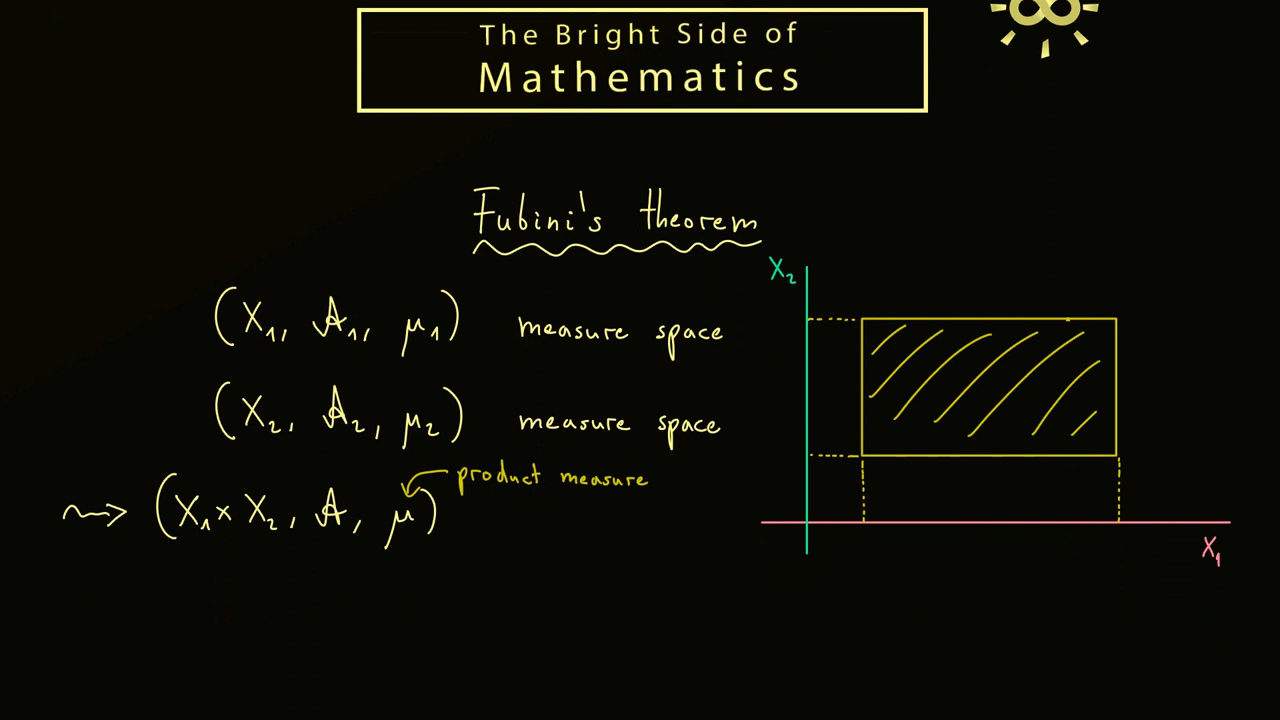 The Bright Side of
Mathematics
Fubini's theorem
(X₁, 𝒜₁, μ₁) measure space
(X₂, 𝒜₂, μ₂) measure space
product measure
⇝ (X₁ × X₂, 𝒜, μ)
X₂
X₁